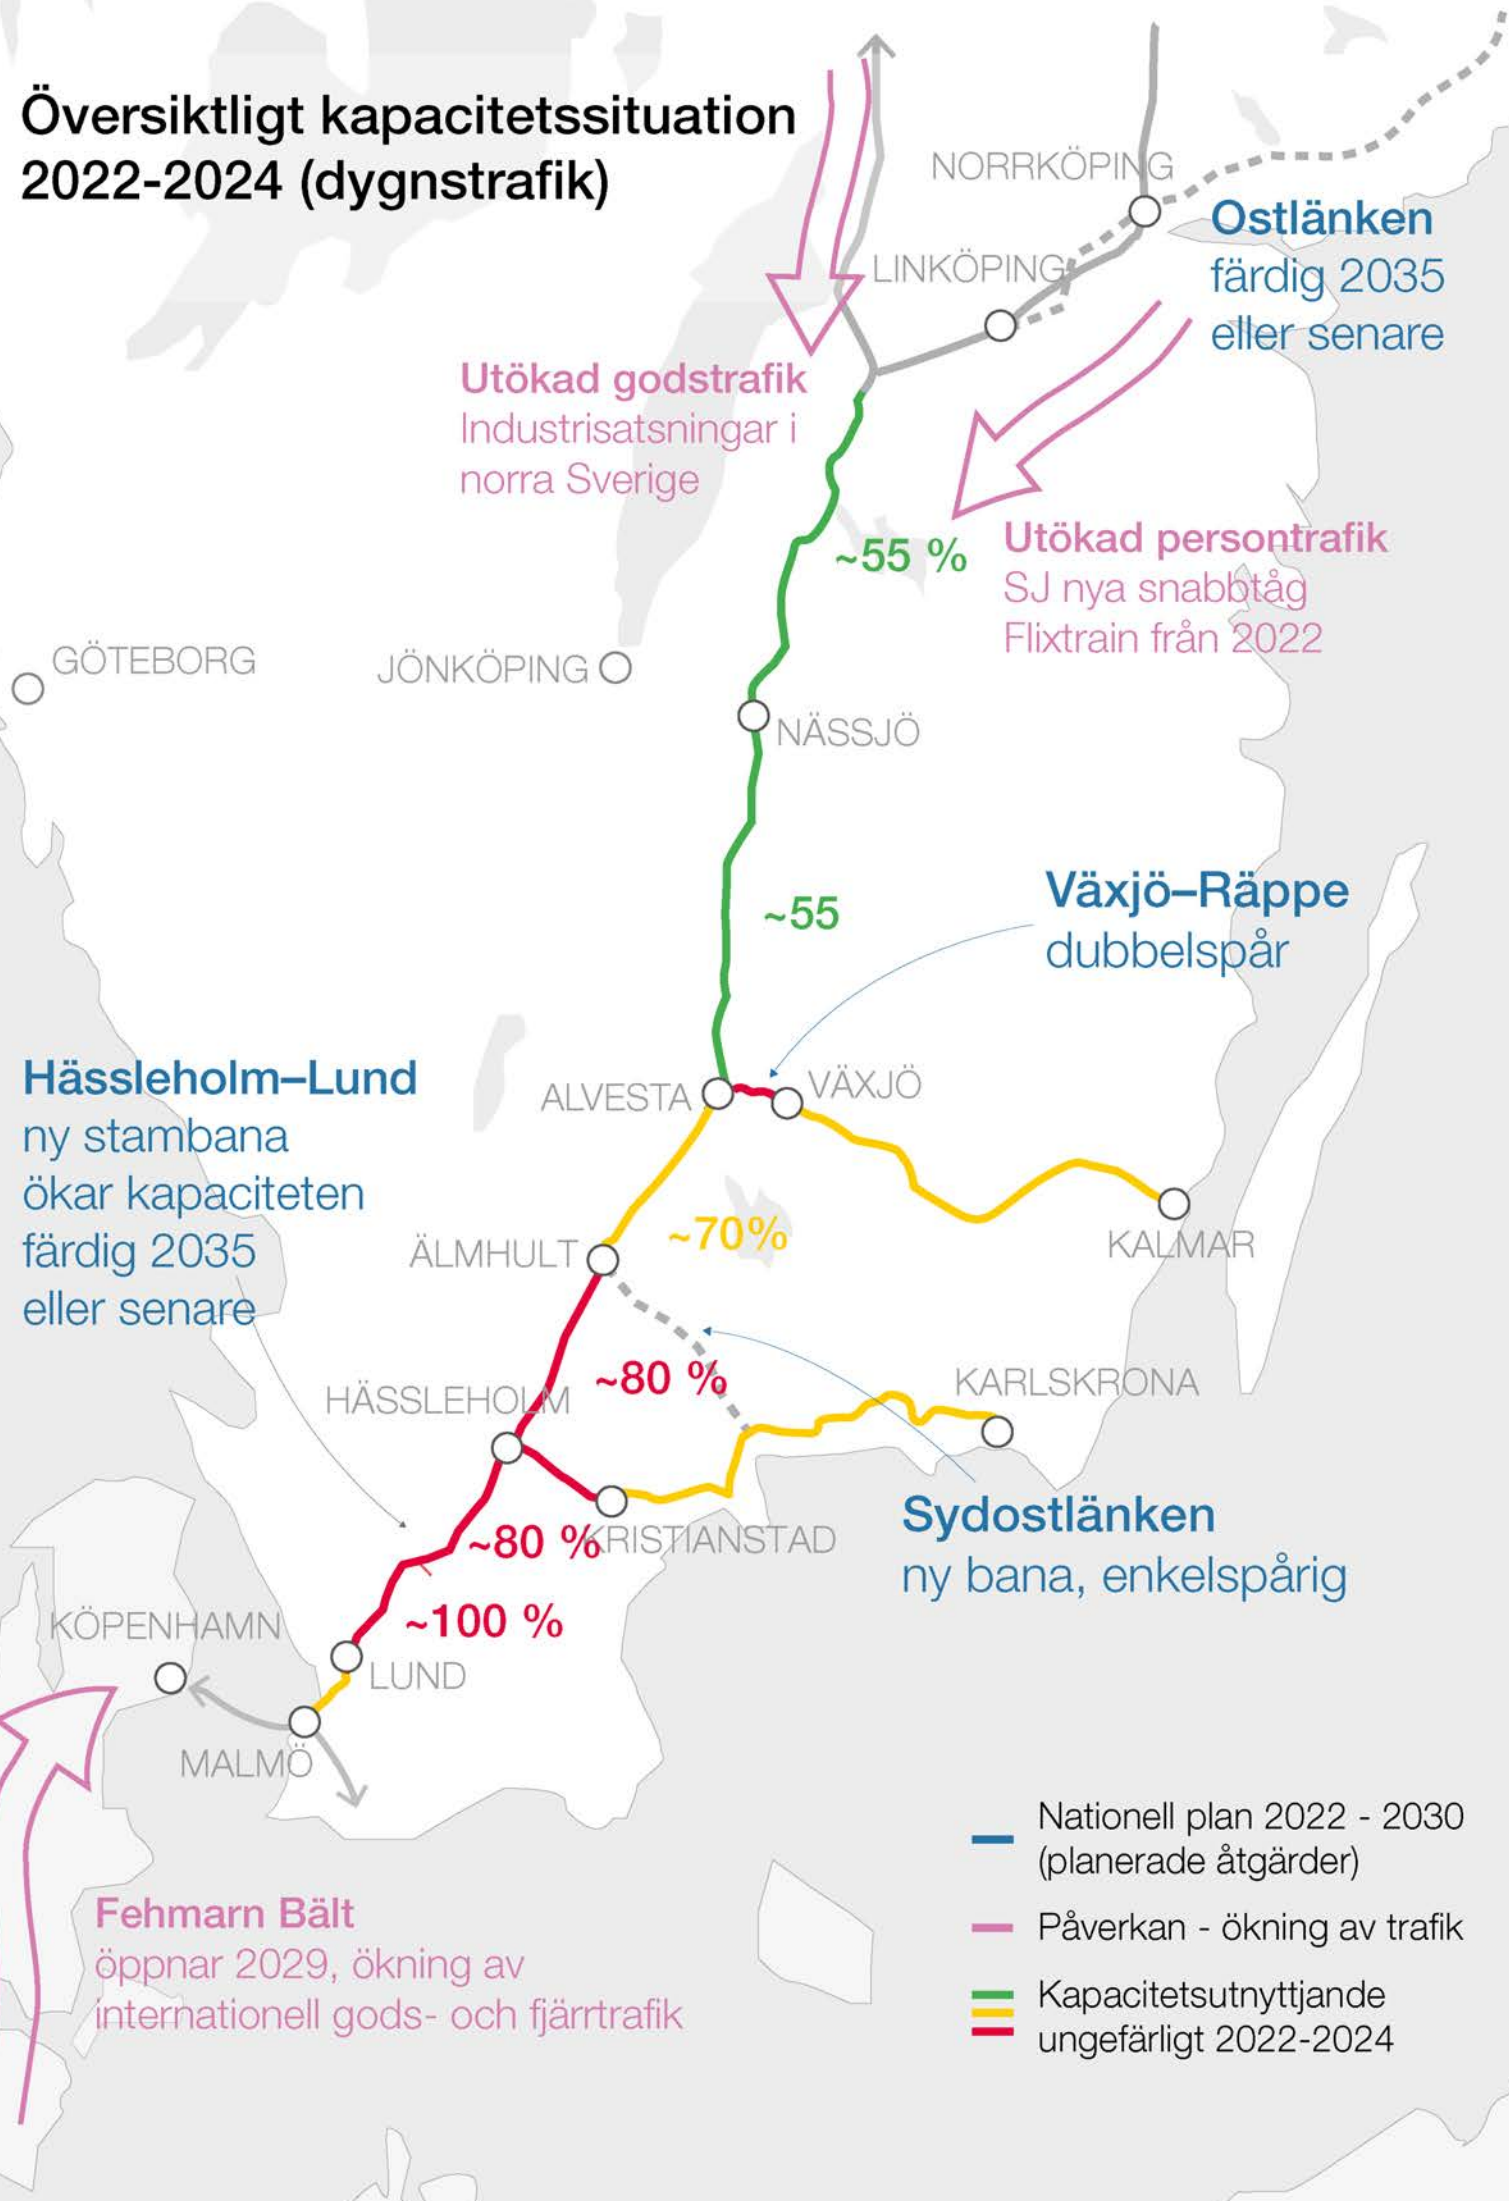 Översiktligt kapacitetssituation
2022-2024 (dygnstrafik)
NORRKÖPING
Ostlänken
färdig 2035
eller senare
LINKÖPING
Utökad godstrafik
Industrisatsningar i
norra Sverige
~55 %
Utökad persontrafik
SJ nya snabbtåg
Flixtrain från 2022
GÖTEBORG
JÖNKÖPING
NÄSSJÖ
~55
Växjö–Räppe
dubbelspår
Hässleholm–Lund
ny stambana
ökar kapaciteten
färdig 2035
eller senare
ALVESTA
VÄXJÖ
~70%
ÄLMHULT
KALMAR
~80 %
HÄSSLEHOLM
KARLSKRONA
Sydostlänken
ny bana, enkelspårig
~80 %
KRISTIANSTAD
~100 %
KÖPENHAMN
LUND
MALMÖ
Fehmarn Bält
öppnar 2029, ökning av
internationell gods- och fjärrtrafik
Nationell plan 2022 - 2030
(planerade åtgärder)
Påverkan - ökning av trafik
Kapacitetsutnyttjande
ungefärligt 2022-2024